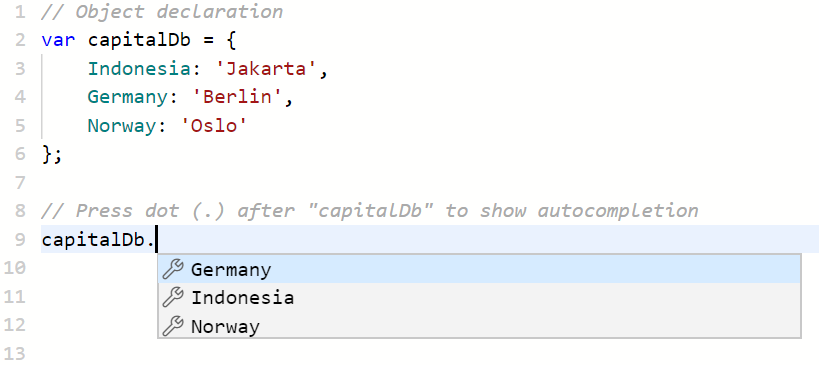 1 // Object declaration
2 var capitalDb = {
3     Indonesia: 'Jakarta',
4     Germany: 'Berlin',
5     Norway: 'Oslo'
6 };
7
8 // Press dot (.) after "capitalDb" to show autocompletion
9 capitalDb.
10 Germany
11 Indonesia
12 Norway
13